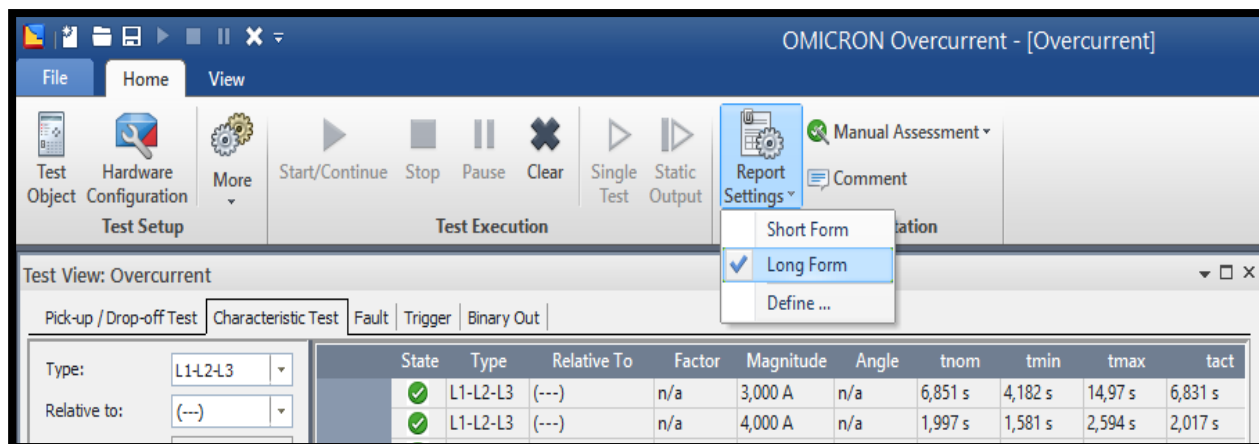 OMICRON Overcurrent - [Overcurrent]
File Home View
Test Object
Hardware Configuration
More
Test Setup
Start/Continue
Stop
Pause
Clear
Single Test
Static Output
Test Execution
Report Settings
Manual Assessment
Comment
tation
Short Form
Long Form
Define ...
Test View: Overcurrent
Pick-up / Drop-off Test Characteristic Test Fault Trigger Binary Out
Type: L1-L2-L3
Relative to: (---)
State Type Relative To Factor Magnitude Angle tnom tmin tmax tact
L1-L2-L3 (---) n/a 3,000 A n/a 6,851 s 4,182 s 14,97 s 6,831 s
L1-L2-L3 (---) n/a 4,000 A n/a 1,997 s 1,581 s 2,594 s 2,017 s